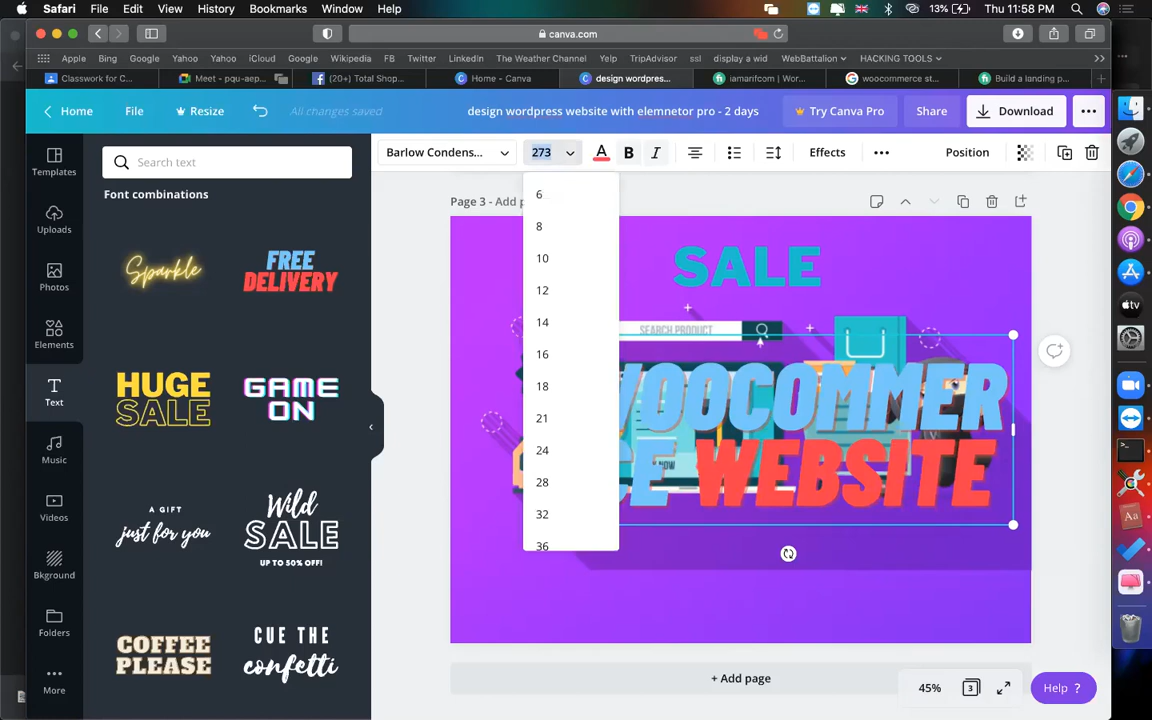 Safari File Edit View History Bookmarks Window Help 13% Thu 11:58 PM
canva.com
Apple Bing Google Yahoo Yahoo iCloud Google Wikipedia FB Twitter LinkedIn The Weather Channel Yelp TripAdvisor ssl display a wid WebBattalion HACKING TOOLS
Classwork for C... Meet - pqu-aep... (20+) Total Shop... Home - Canva design wordpres... iamarifcom | Wor... woocommerce st... Build a landing p...
Home File Resize All changes saved design wordpress website with elemnetor pro - 2 days Try Canva Pro Share Download
Templates
Uploads
Photos
Elements
Text
Music
Videos
Bkground
Folders
More
Search text
Font combinations
Sparkle
FREE
DELIVERY
HUGE
SALE
GAME
ON
A GIFT
just for you
Wild
SALE
UP TO 50% OFF!
COFFEE
PLEASE
CUE THE
confetti
Barlow Condens... 273 A B I Effects Position
6
8
10
12
14
16
18
21
24
28
32
36
Page 3 - Add p
SALE
SEARCH PRODUCT
WOOCOMMER
CE WEBSITE
+ Add page
45% 3 Help ?